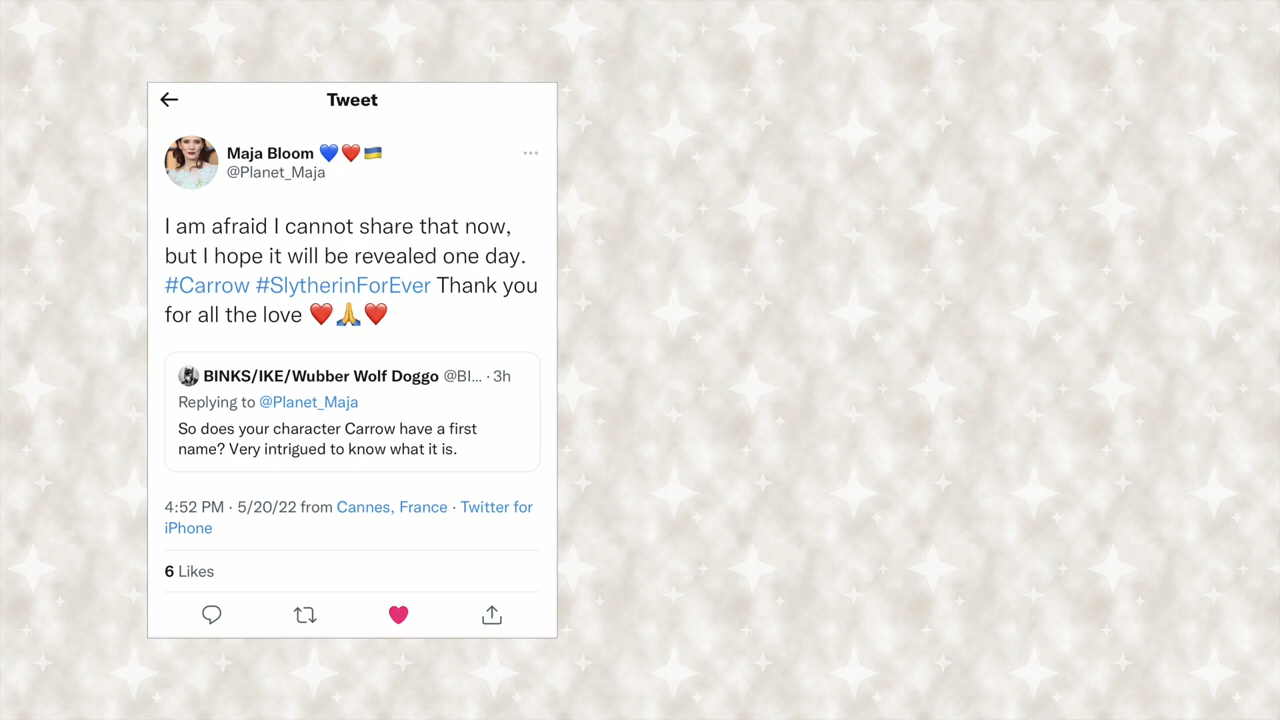 Tweet
Maja Bloom 💙❤️🇺🇦
@Planet_Maja
I am afraid I cannot share that now,
but I hope it will be revealed one day.
#Carrow #SlytherinForEver Thank you
for all the love ❤️🙏❤️
BINKS/IKE/Wubber Wolf Doggo @BI... · 3h
Replying to @Planet_Maja
So does your character Carrow have a first
name? Very intrigued to know what it is.
4:52 PM · 5/20/22 from Cannes, France · Twitter for
iPhone
6 Likes